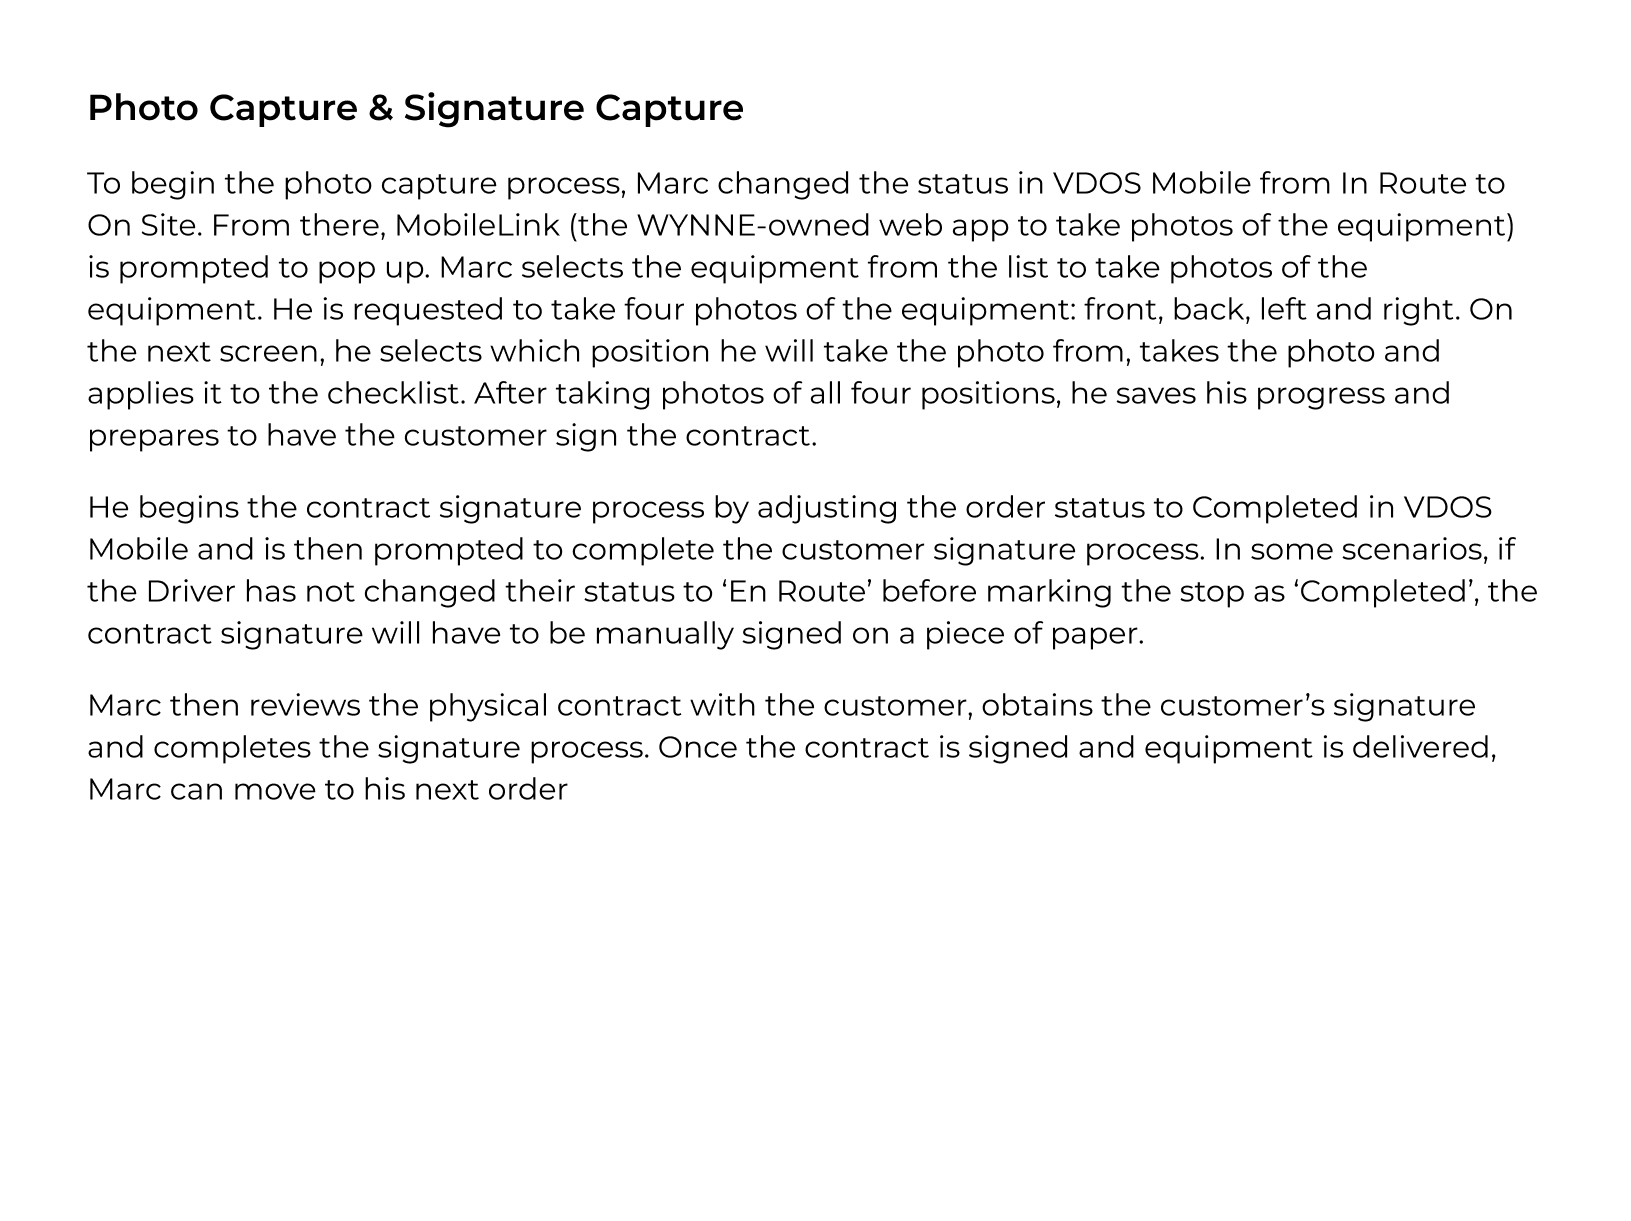 Photo Capture & Signature Capture
To begin the photo capture process, Marc changed the status in VDOS Mobile from In Route to
On Site. From there, MobileLink (the WYNNE-owned web app to take photos of the equipment)
is prompted to pop up. Marc selects the equipment from the list to take photos of the
equipment. He is requested to take four photos of the equipment: front, back, left and right. On
the next screen, he selects which position he will take the photo from, takes the photo and
applies it to the checklist. After taking photos of all four positions, he saves his progress and
prepares to have the customer sign the contract.
He begins the contract signature process by adjusting the order status to Completed in VDOS
Mobile and is then prompted to complete the customer signature process. In some scenarios, if
the Driver has not changed their status to ‘En Route’ before marking the stop as ‘Completed’, the
contract signature will have to be manually signed on a piece of paper.
Marc then reviews the physical contract with the customer, obtains the customer’s signature
and completes the signature process. Once the contract is signed and equipment is delivered,
Marc can move to his next order